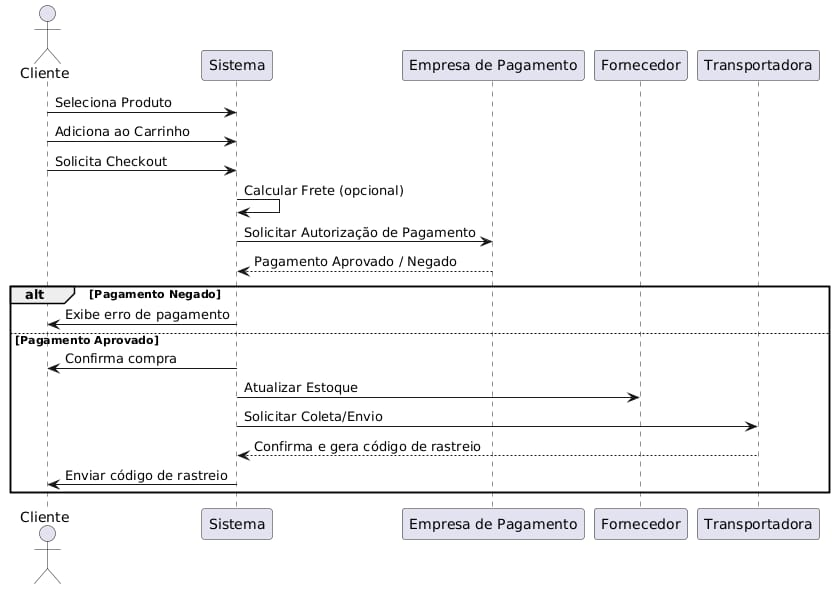 Cliente
Sistema
Empresa de Pagamento
Fornecedor
Transportadora
Seleciona Produto
Adiciona ao Carrinho
Solicita Checkout
Calcular Frete (opcional)
Solicitar Autorização de Pagamento
Pagamento Aprovado / Negado
alt [Pagamento Negado]
Exibe erro de pagamento
[Pagamento Aprovado]
Confirma compra
Atualizar Estoque
Solicitar Coleta/Envio
Confirma e gera código de rastreio
Enviar código de rastreio
Cliente
Sistema
Empresa de Pagamento
Fornecedor
Transportadora